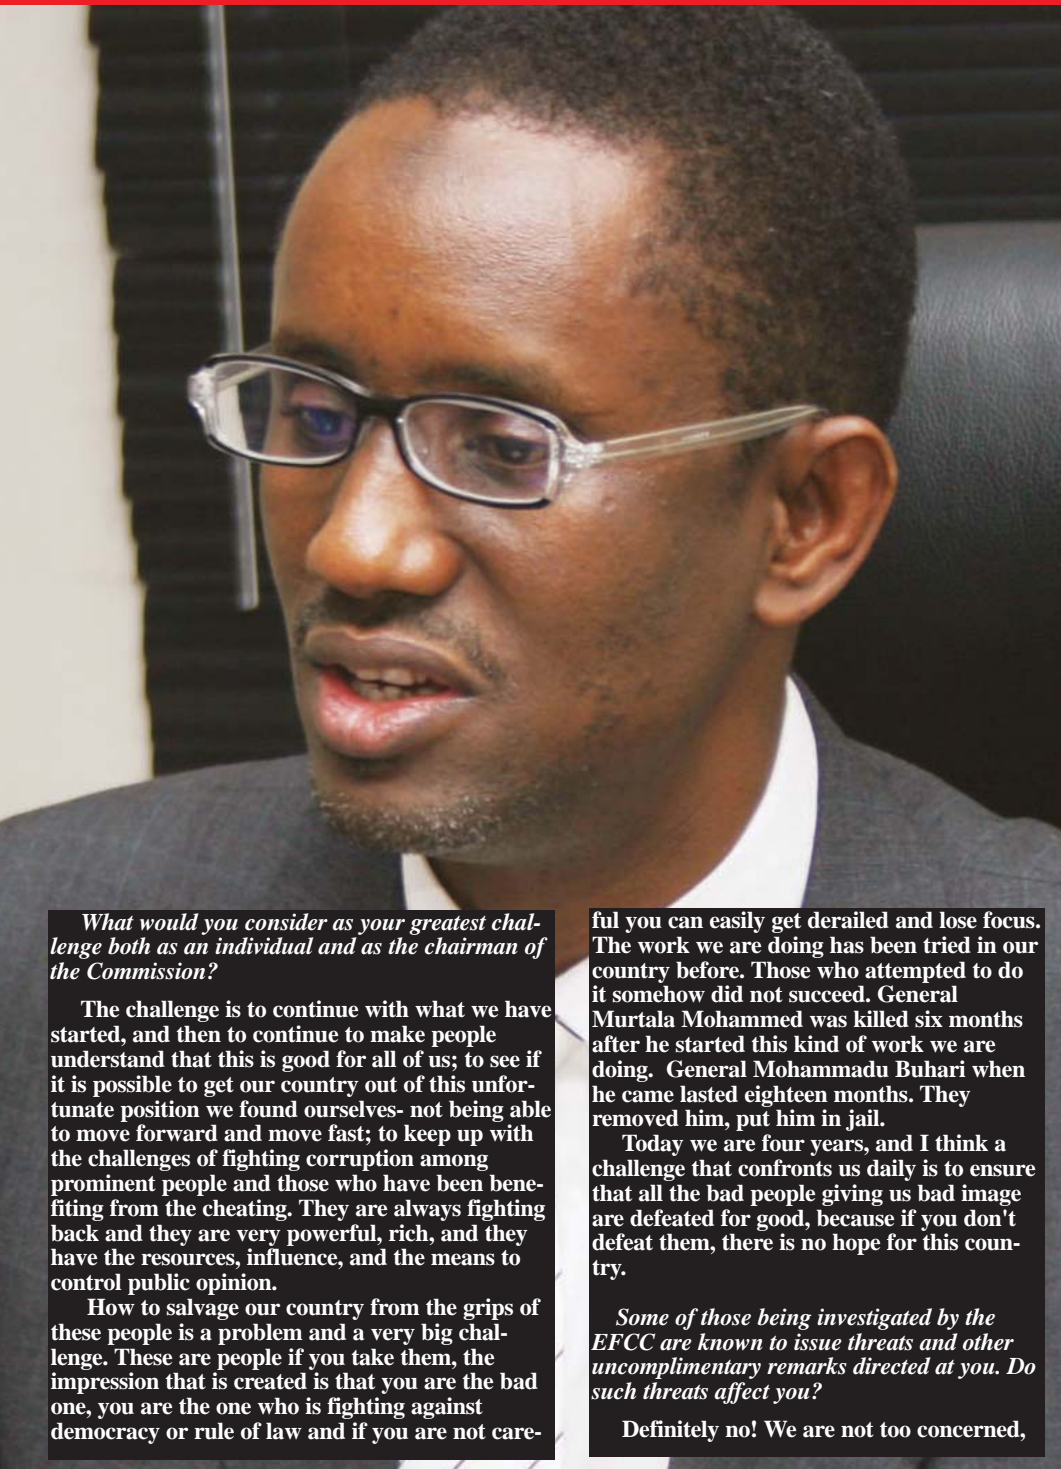 What would you consider as your greatest chal-
lenge both as an individual and as the chairman of
the Commission?
The challenge is to continue with what we have
started, and then to continue to make people
understand that this is good for all of us; to see if
it is possible to get our country out of this unfor-
tunate position we found ourselves- not being able
to move forward and move fast; to keep up with
the challenges of fighting corruption among
prominent people and those who have been bene-
fiting from the cheating. They are always fighting
back and they are very powerful, rich, and they
have the resources, influence, and the means to
control public opinion.
How to salvage our country from the grips of
these people is a problem and a very big chal-
lenge. These are people if you take them, the
impression that is created is that you are the bad
one, you are the one who is fighting against
democracy or rule of law and if you are not care-
ful you can easily get derailed and lose focus.
The work we are doing has been tried in our
country before. Those who attempted to do
it somehow did not succeed. General
Murtala Mohammed was killed six months
after he started this kind of work we are
doing. General Mohammadu Buhari when
he came lasted eighteen months. They
removed him, put him in jail.
Today we are four years, and I think a
challenge that confronts us daily is to ensure
that all the bad people giving us bad image
are defeated for good, because if you don't
defeat them, there is no hope for this coun-
try.
Some of those being investigated by the
EFCC are known to issue threats and other
uncomplimentary remarks directed at you. Do
such threats affect you?
Definitely no! We are not too concerned,